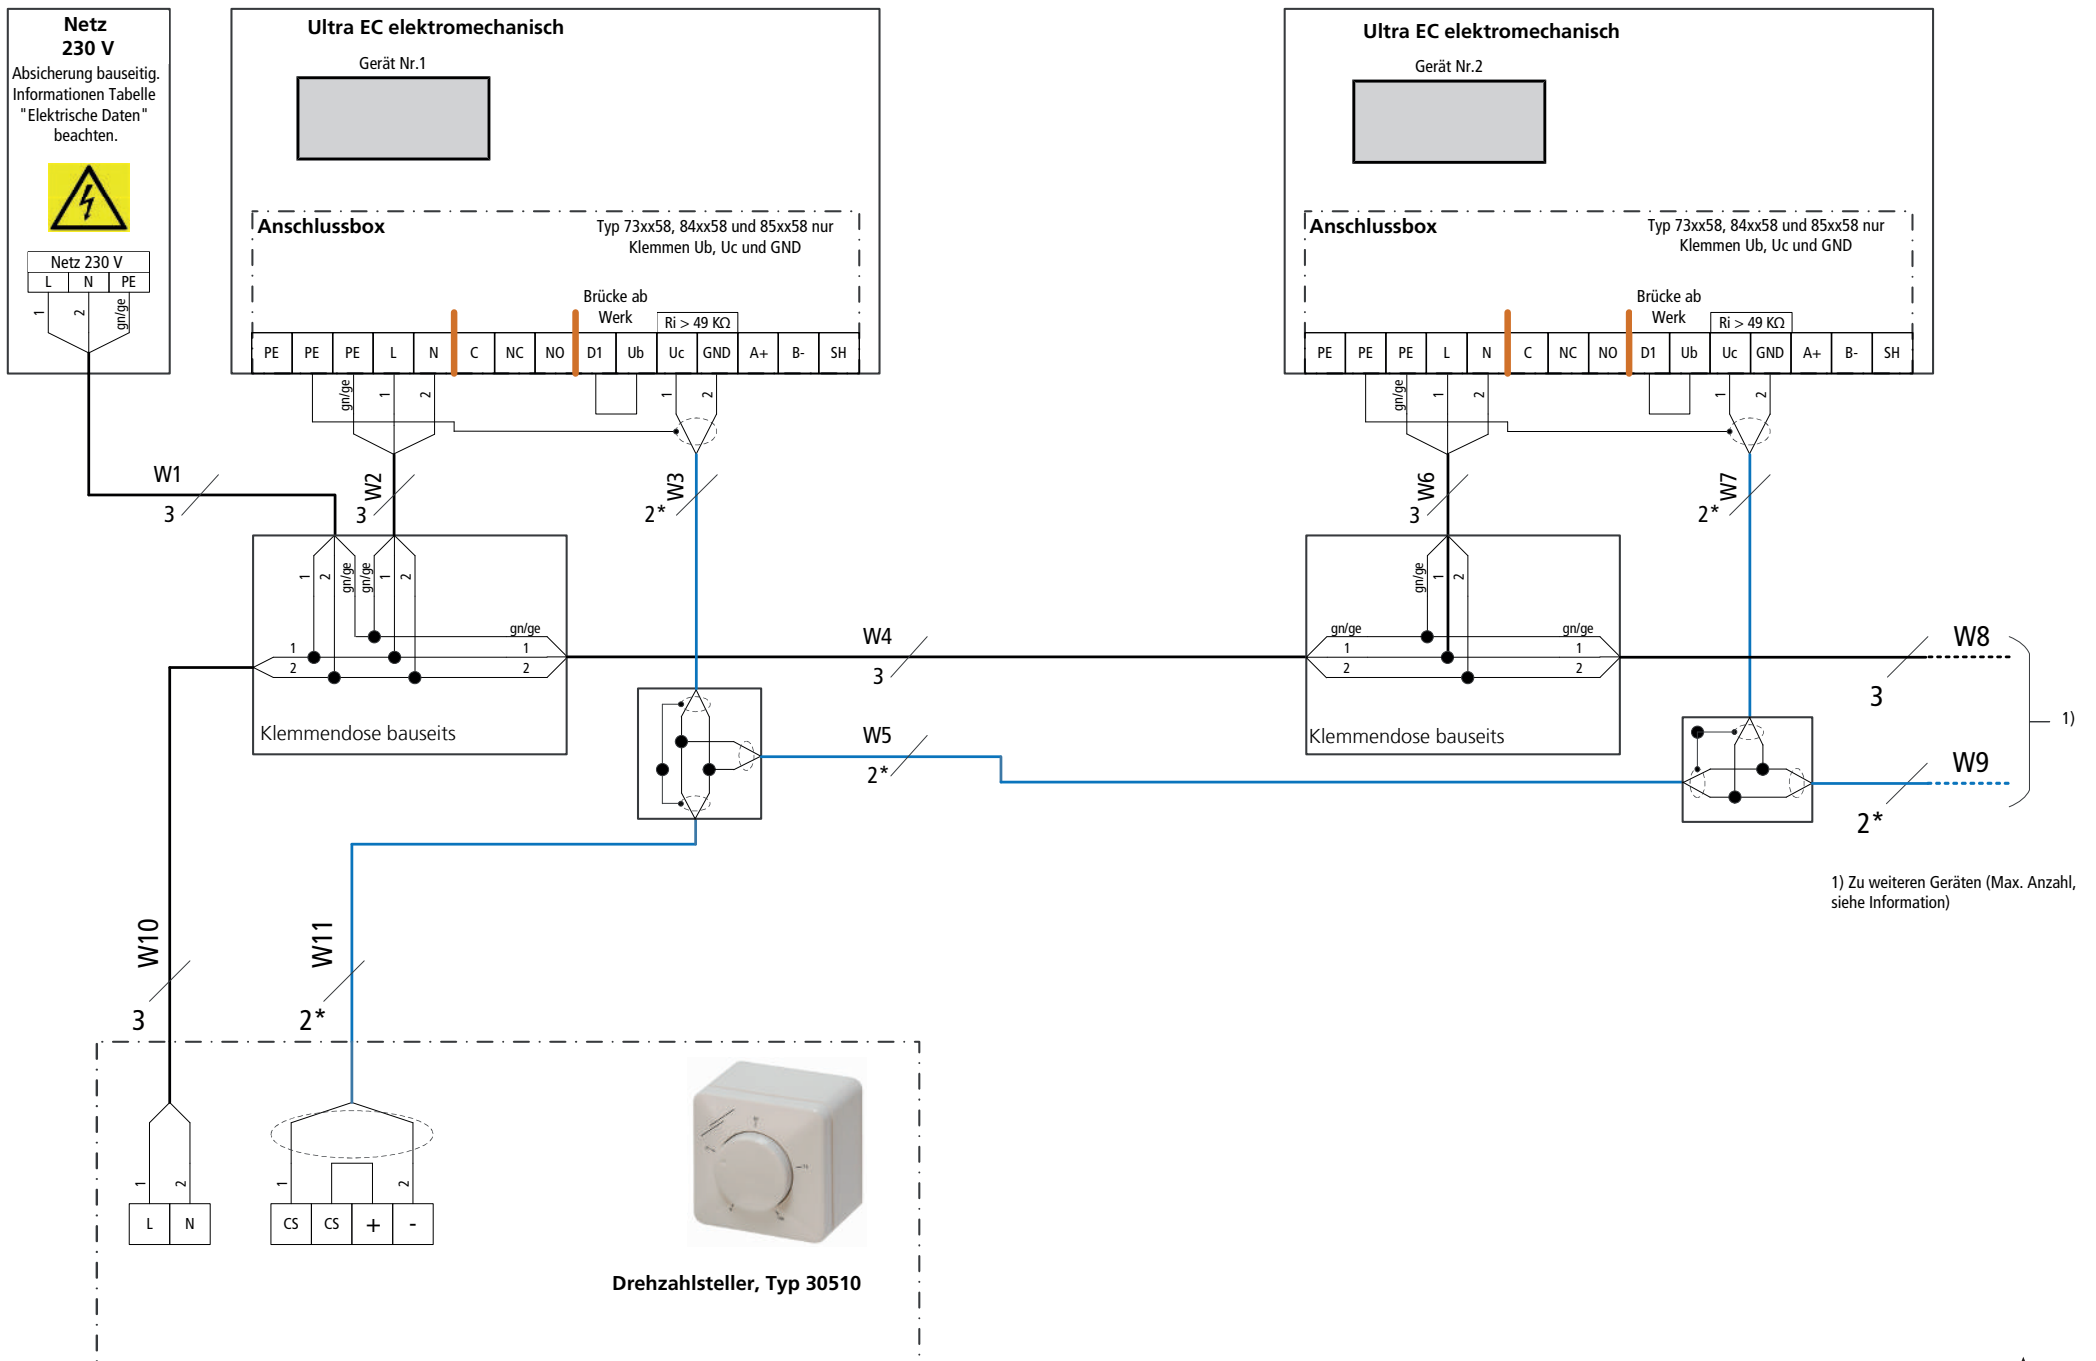 Netz
230 V
Absicherung bauseitig.
Informationen Tabelle
"Elektrische Daten"
beachten.
Netz 230 V
L N PE
1 2 gn/ge
Ultra EC elektromechanisch
Gerät Nr.1
Anschlussbox
Typ 73xx58, 84xx58 und 85xx58 nur
Klemmen Ub, Uc und GND
Brücke ab
Werk
Ri > 49 KΩ
PE PE PE L N C NC NO D1 Ub Uc GND A+ B- SH
gn/ge 1 2 1 2
Ultra EC elektromechanisch
Gerät Nr.2
Anschlussbox
Typ 73xx58, 84xx58 und 85xx58 nur
Klemmen Ub, Uc und GND
Brücke ab
Werk
Ri > 49 KΩ
PE PE PE L N C NC NO D1 Ub Uc GND A+ B- SH
gn/ge 1 2 1 2
W1
3
W2
3
W3
2*
W6
3
W7
2*
1 2 gn/ge gn/ge 1 2
gn/ge
1 1
2 2
Klemmendose bauseits
W4
3
gn/ge 1 2
gn/ge gn/ge
1 1
2 2
Klemmendose bauseits
W8
3
W5
2*
W9
2*
1)
1) Zu weiteren Geräten (Max. Anzahl,
siehe Information)
W10
3
W11
2*
1 2 1 2
L N CS CS + -
Drehzahlsteller, Typ 30510